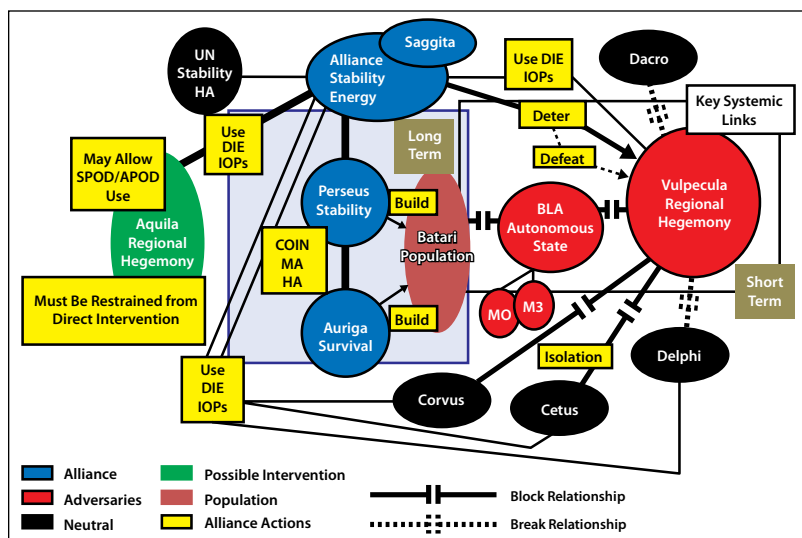 Saggita
UN
Stability
HA
Alliance
Stability
Energy
Use DIE
IOPs
Dacro
Key Systemic
Links
Use
DIE
IOPs
Long
Term
Deter
Defeat
May Allow
SPOD/APOD
Use
Aquila
Regional
Hegemony
Perseus
Stability
Build
Batari
Population
BLA
Autonomous
State
Vulpecula
Regional
Hegemony
COIN
MA
HA
Must Be Restrained from
Direct Intervention
Auriga
Survival
Build
MO
M3
Short
Term
Use
DIE
IOPs
Isolation
Corvus
Cetus
Delphi
Alliance
Possible Intervention
Adversaries
Population
Neutral
Alliance Actions
Block Relationship
Break Relationship